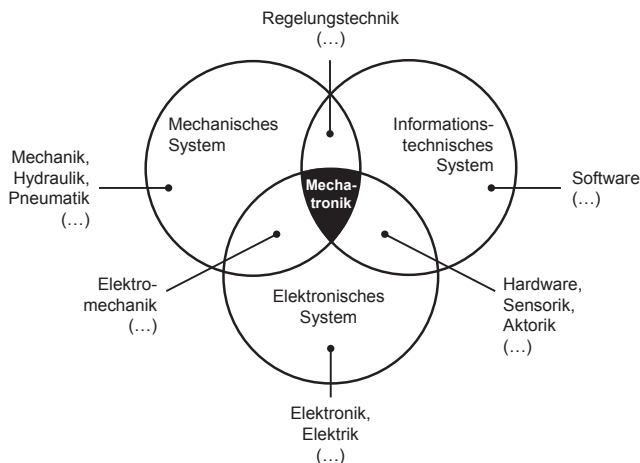 Regelungstechnik
(…)
Mechanisches
System
Informations-
technisches
System
Mechanik,
Hydraulik,
Pneumatik
(…)
Mecha-
tronik
Software
(…)
Elektro-
mechanik
(…)
Elektronisches
System
Hardware,
Sensorik,
Aktorik
(…)
Elektronik,
Elektrik
(…)